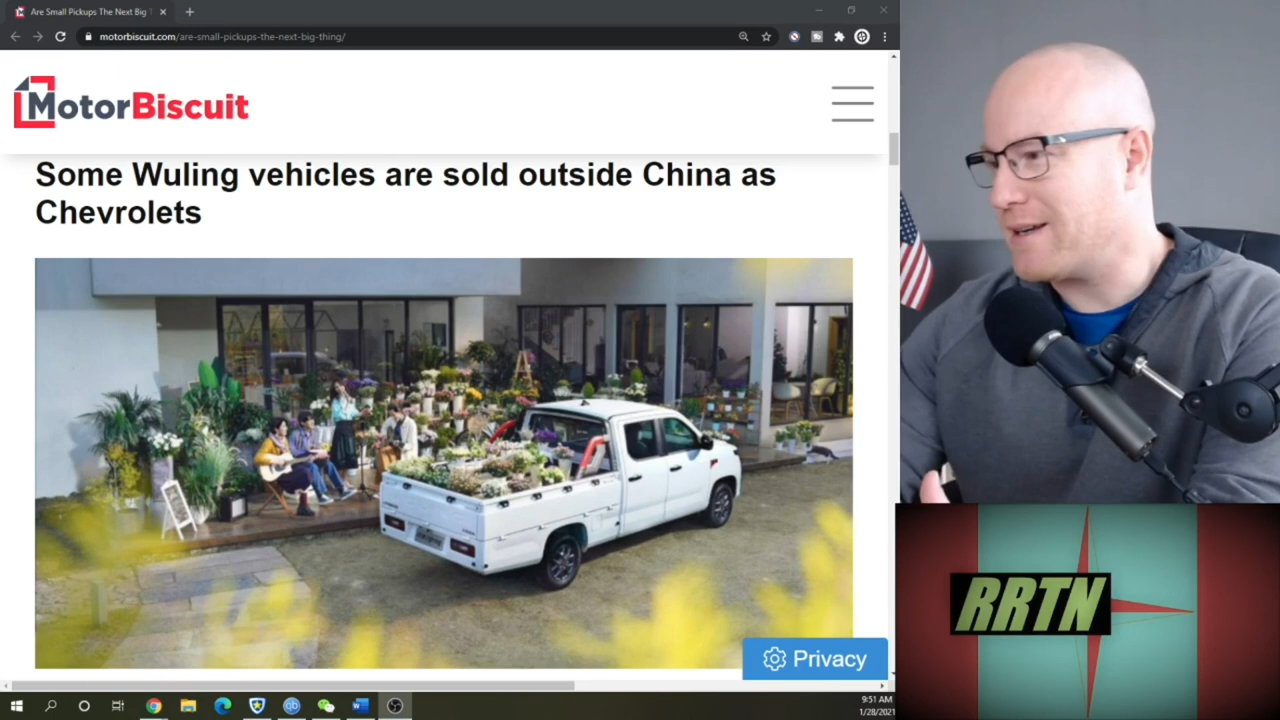 Are Small Pickups The Next Big
motorbiscuit.com/are-small-pickups-the-next-big-thing/
MotorBiscuit
Some Wuling vehicles are sold outside China as
Chevrolets
Privacy
RRTN
9:51 AM
1/28/2021